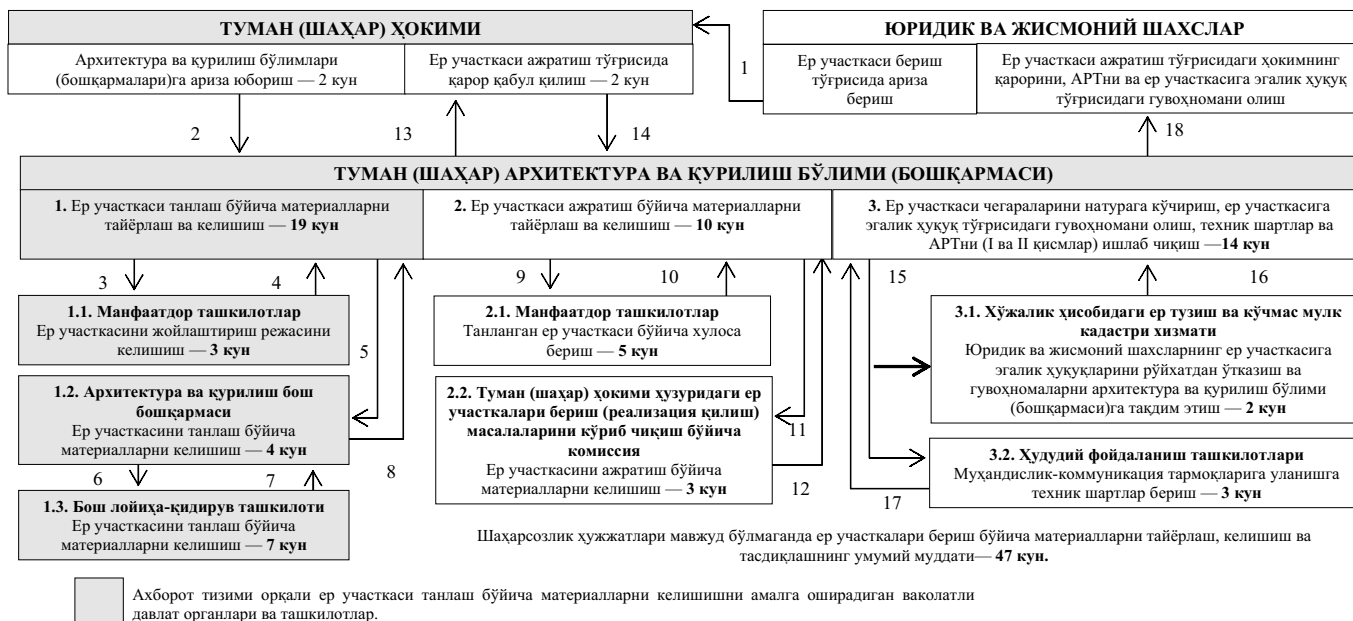 ТУМАН (ШАҲАР) ҲОКИМИ
Архитектура ва қурилиш бўлимлари
(бошқармалари)га ариза юбориш — 2 кун
Ер участкаси ажратиш тўғрисида
қарор қабул қилиш — 2 кун
ЮРИДИК ВА ЖИСМОНИЙ ШАХСЛАР
Ер участкаси бериш
тўғрисида ариза
бериш
Ер участкаси ажратиш тўғрисидаги ҳокимнинг
қарорини, АРТни ва ер участкасига эгалик ҳуқуқ
тўғрисидаги гувоҳномани олиш
1
2
13
14
18
ТУМАН (ШАҲАР) АРХИТЕКТУРА ВА ҚУРИЛИШ БЎЛИМИ (БОШҚАРМАСИ)
1. Ер участкаси танлаш бўйича материалларни
тайёрлаш ва келишиш — 19 кун
2. Ер участкаси ажратиш бўйича материалларни
тайёрлаш ва келишиш — 10 кун
3. Ер участкаси чегараларини натурага кўчириш, ер участкасига
эгалик ҳуқуқ тўғрисидаги гувоҳномани олиш, техник шартлар ва
АРТни (I ва II қисмлар) ишлаб чиқиш —14 кун
3
4
9
10
15
16
1.1. Манфаатдор ташкилотлар
Ер участкасини жойлаштириш режасини
келишиш — 3 кун
5
1.2. Архитектура ва қурилиш бош
бошқармаси
Ер участкасини танлаш бўйича
материалларни келишиш — 4 кун
6
7
8
1.3. Бош лойиҳа-қидирув ташкилоти
Ер участкасини танлаш бўйича
материалларни келишиш — 7 кун
2.1. Манфаатдор ташкилотлар
Танланган ер участкаси бўйича хулоса
бериш — 5 кун
2.2. Туман (шаҳар) ҳокими ҳузуридаги ер
участкалари бериш (реализация қилиш)
масалаларини кўриб чиқиш бўйича
комиссия
Ер участкасини ажратиш бўйича
материалларни келишиш — 3 кун
11
12
3.1. Хўжалик ҳисобидаги ер тузиш ва кўчмас мулк
кадастри хизмати
Юридик ва жисмоний шахсларнинг ер участкасига
эгалик ҳуқуқларини рўйхатдан ўтказиш ва
гувоҳномаларни архитектура ва қурилиш бўлими
(бошқармаси)га тақдим этиш — 2 кун
3.2. Ҳудудий фойдаланиш ташкилотлари
Муҳандислик-коммуникация тармоқларига уланишга
техник шартлар бериш — 3 кун
17
Шаҳарсозлик ҳужжатлари мавжуд бўлмаганда ер участкалари бериш бўйича материалларни тайёрлаш, келишиш ва
тасдиқлашнинг умумий муддати— 47 кун.
Ахборот тизими орқали ер участкаси танлаш бўйича материалларни келишишни амалга оширадиган ваколатли
давлат органлари ва ташкилотлар.